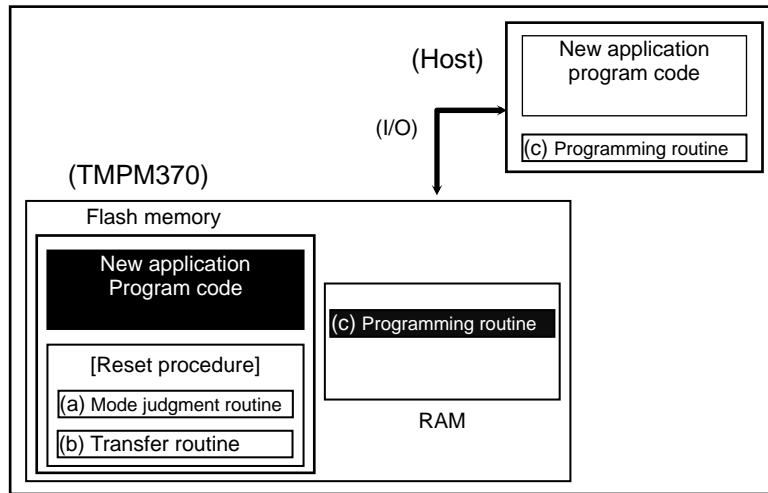 (Host)
New application
program code
(c) Programming routine
(I/O)
(TMPM370)
Flash memory
New application
Program code
[Reset procedure]
(a) Mode judgment routine
(b) Transfer routine
(c) Programming routine
RAM